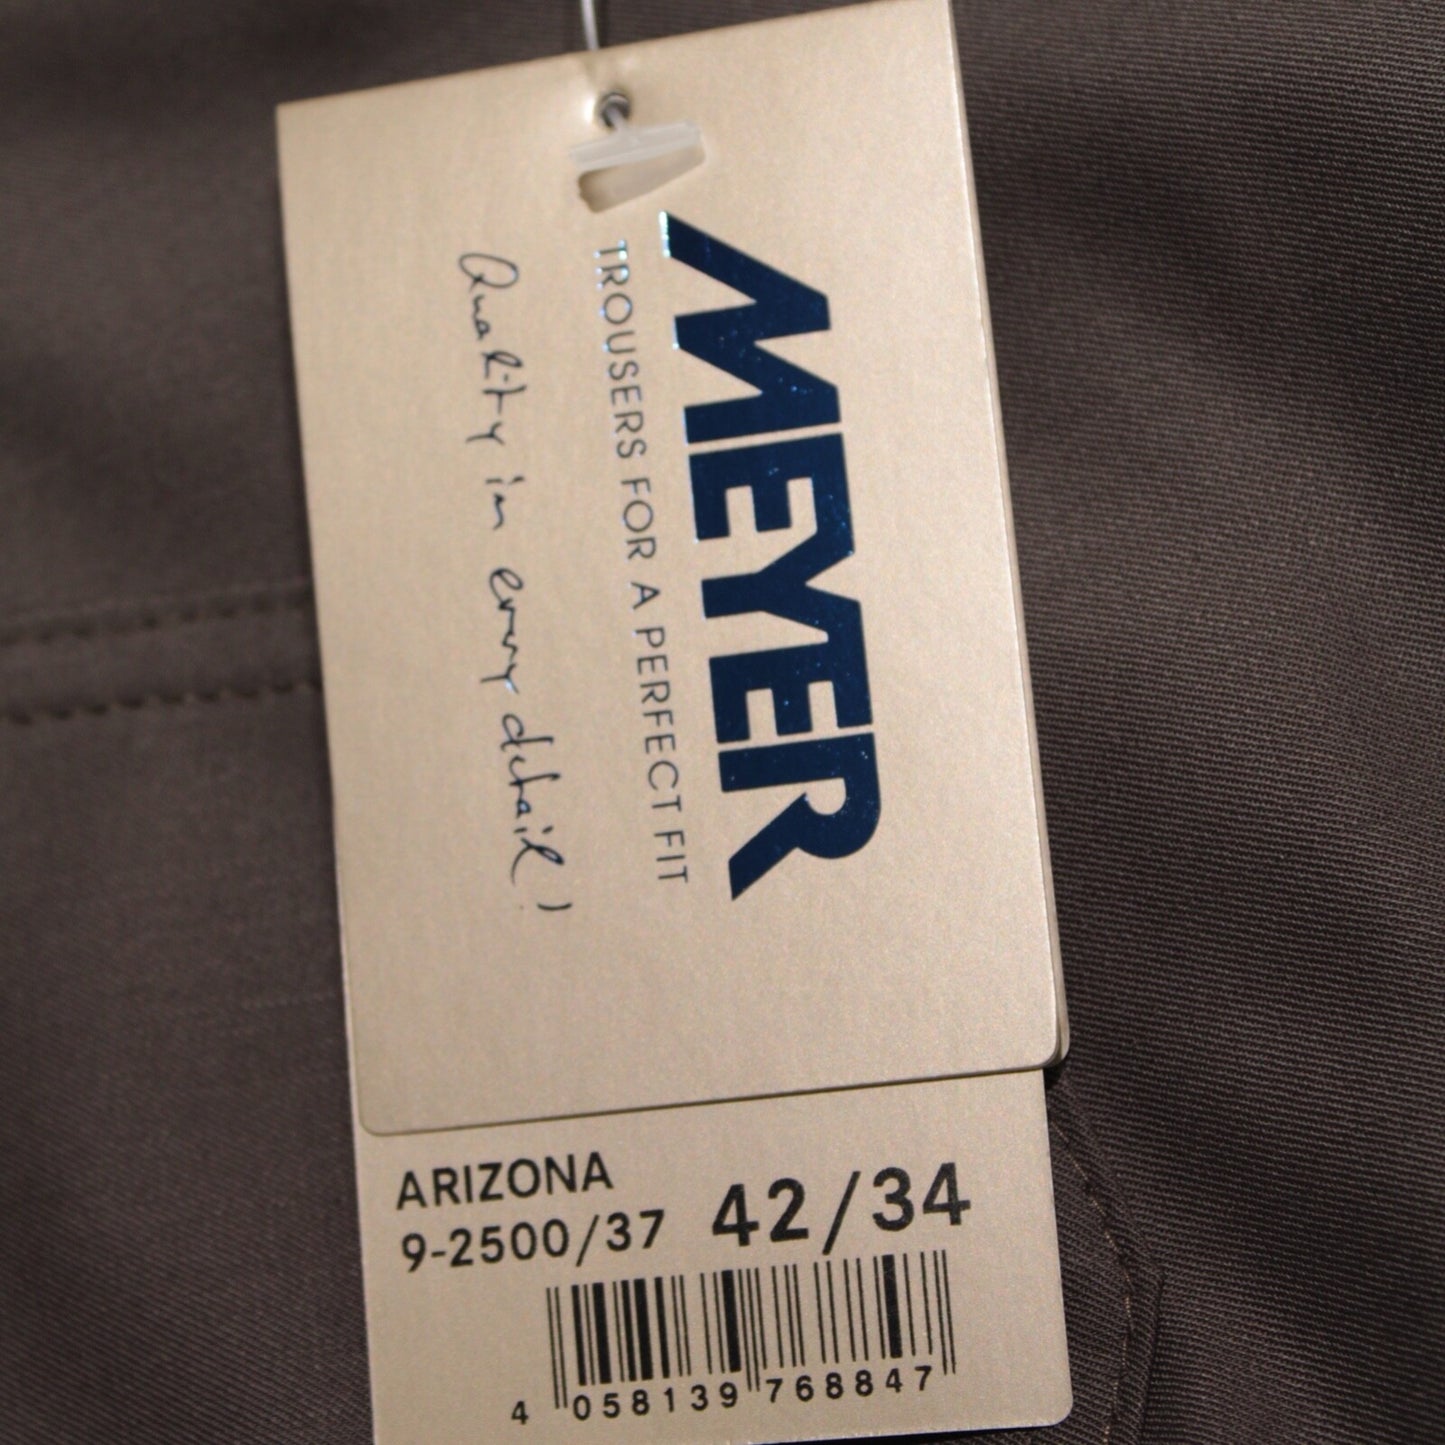 MEYER
TROUSERS FOR A PERFECT FIT
Quality in every detail!
ARIZONA
9-2500/37 42/34
4 058139 768847